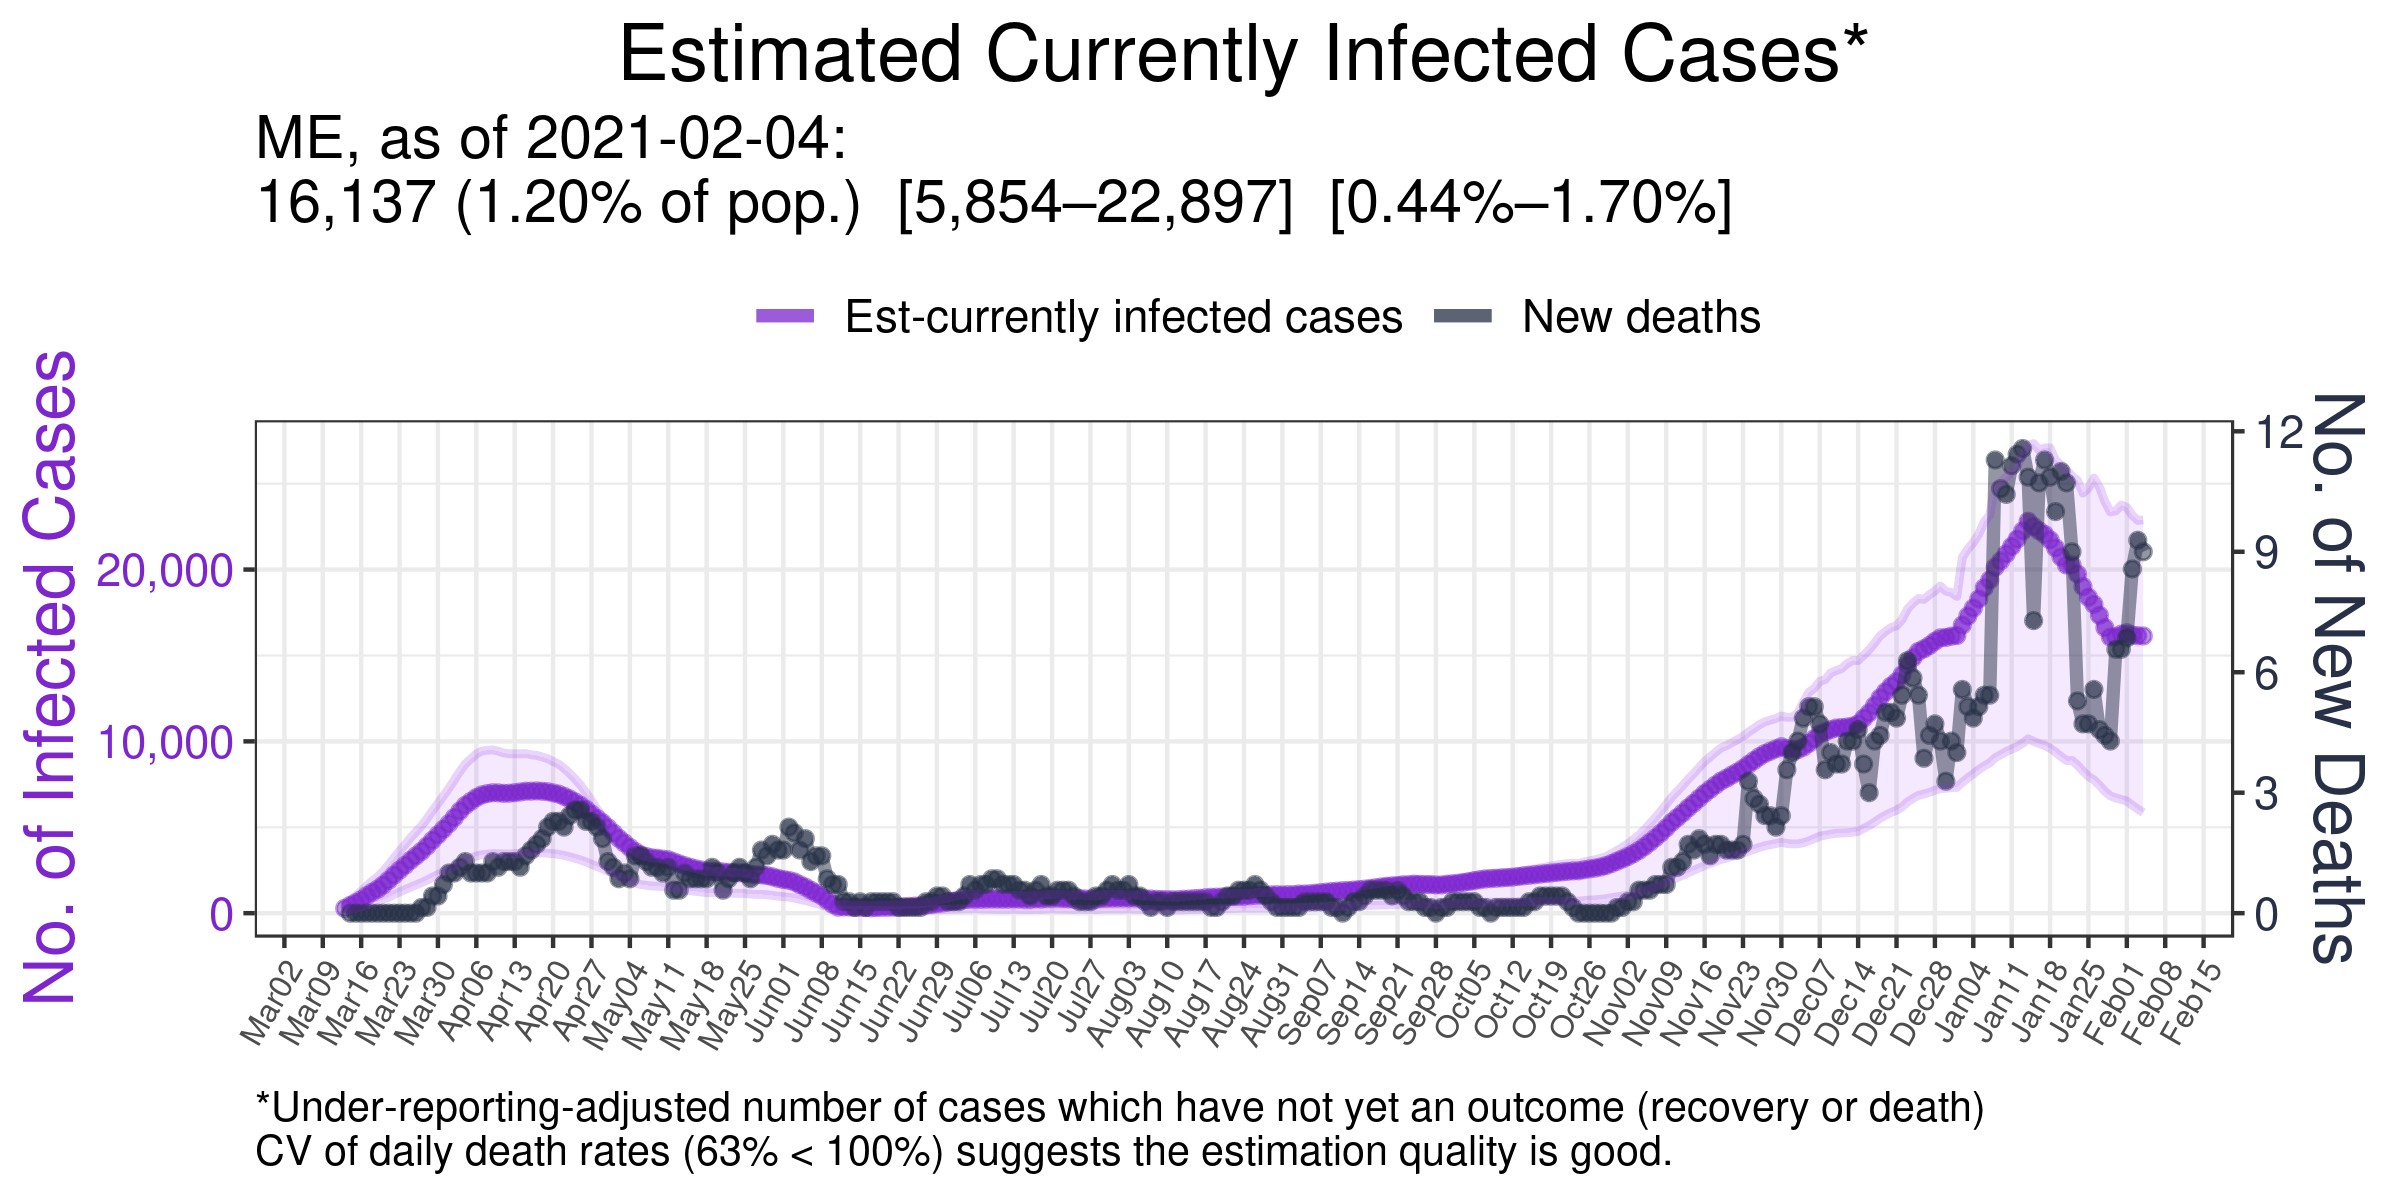 Estimated Currently Infected Cases*
ME, as of 2021-02-04:
16,137 (1.20% of pop.)  [5,854–22,897]  [0.44%–1.70%]
Est-currently infected cases
New deaths
No. of Infected Cases
20,000
10,000
0
12
9
6
3
0
No. of New Deaths
Mar02
Mar09
Mar16
Mar23
Mar30
Apr06
Apr13
Apr20
Apr27
May04
May11
May18
May25
Jun01
Jun08
Jun15
Jun22
Jun29
Jul06
Jul13
Jul20
Jul27
Aug03
Aug10
Aug17
Aug24
Aug31
Sep07
Sep14
Sep21
Sep28
Oct05
Oct12
Oct19
Oct26
Nov02
Nov09
Nov16
Nov23
Nov30
Dec07
Dec14
Dec21
Dec28
Jan04
Jan11
Jan18
Jan25
Feb01
Feb08
Feb15
*Under-reporting-adjusted number of cases which have not yet an outcome (recovery or death)
CV of daily death rates (63% < 100%) suggests the estimation quality is good.